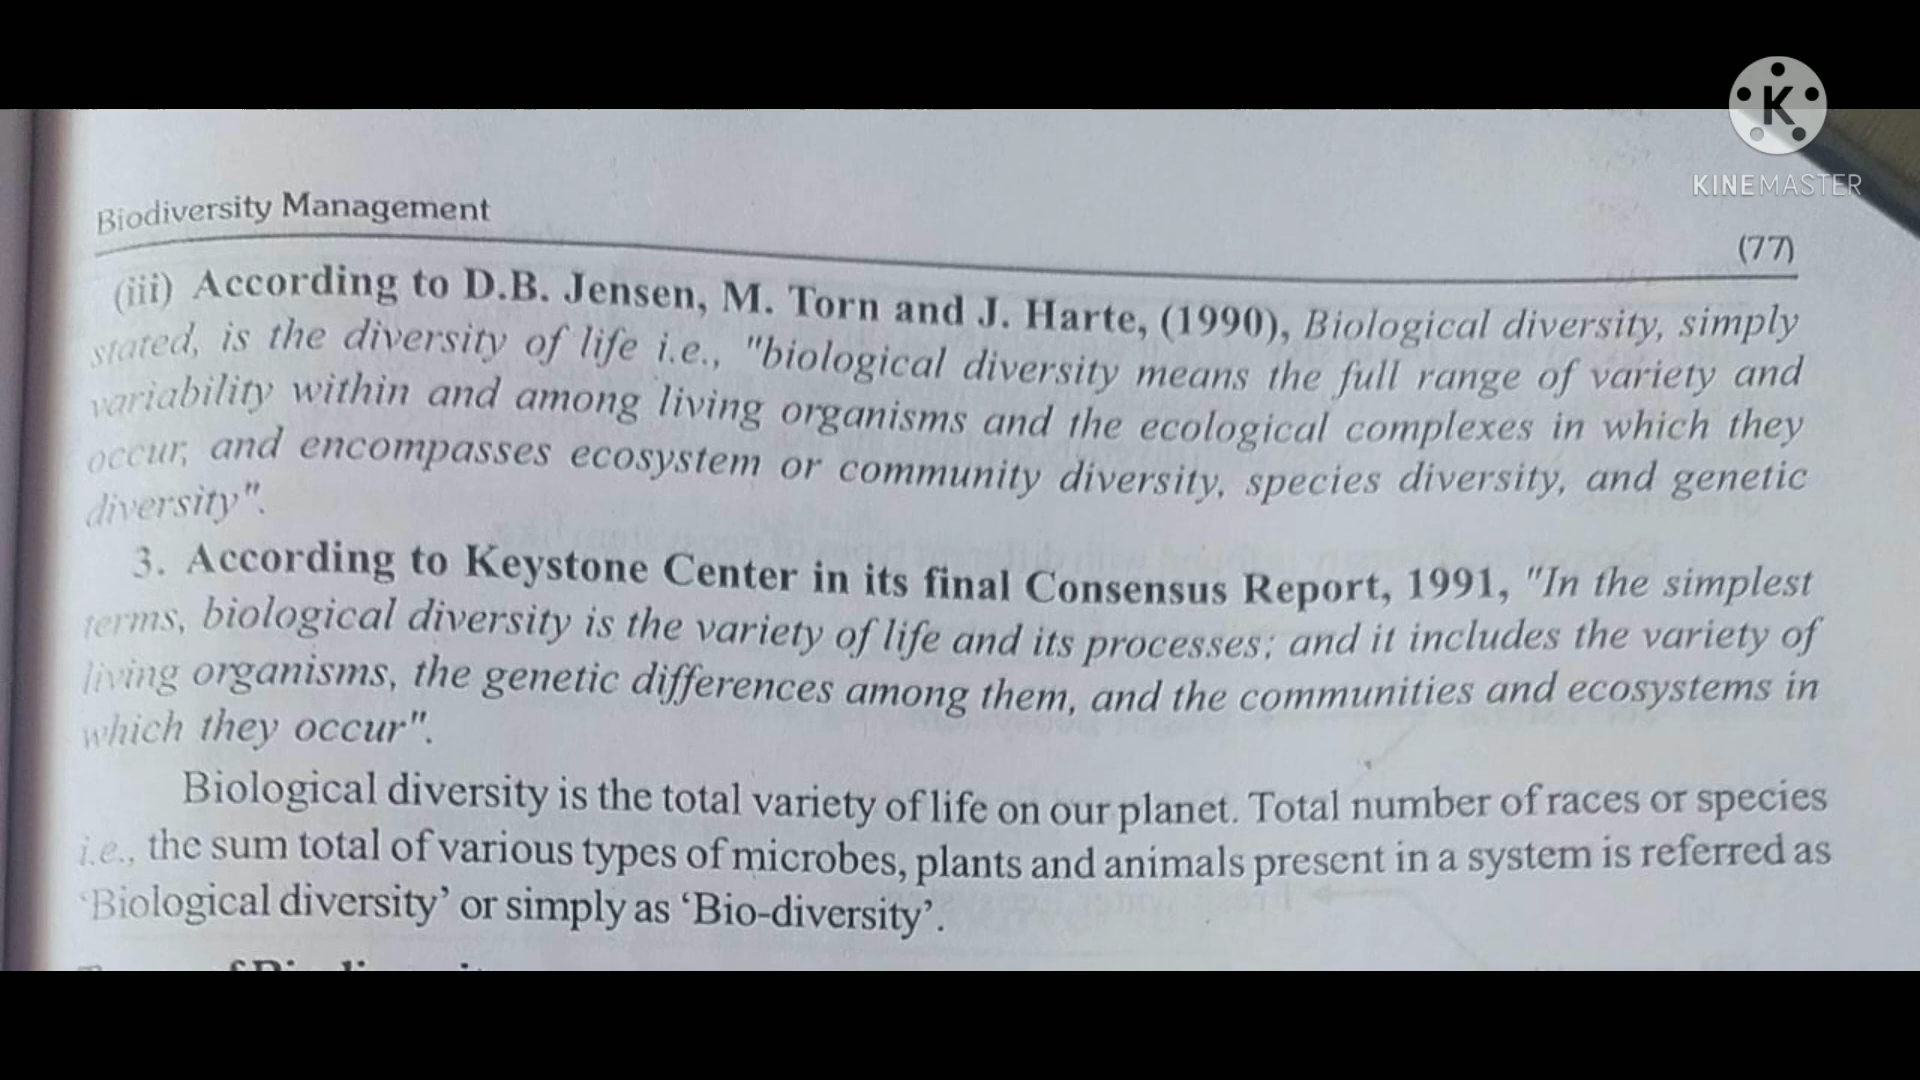 K
KINEMASTER
Biodiversity Management
(77)
(iii) According to D.B. Jensen, M. Torn and J. Harte, (1990), Biological diversity, simply
stated, is the diversity of life i.e., "biological diversity means the full range of variety and
variability within and among living organisms and the ecological complexes in which they
occur, and encompasses ecosystem or community diversity, species diversity, and genetic
diversity".
3. According to Keystone Center in its final Consensus Report, 1991, "In the simplest
terms, biological diversity is the variety of life and its processes; and it includes the variety of
living organisms, the genetic differences among them, and the communities and ecosystems in
which they occur".
Biological diversity is the total variety of life on our planet. Total number of races or species
i.e., the sum total of various types of microbes, plants and animals present in a system is referred as
‘Biological diversity’ or simply as ‘Bio-diversity’.